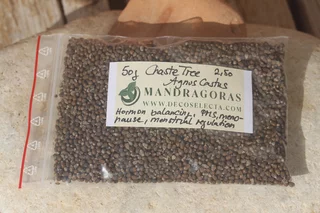 50g Chaste Tree 2,50
Agnus Castus
MANDRAGORAS
WWW.DECOSELECTA.COM
Hormon balancing, PMS, meno-
pause, menstrual regulation